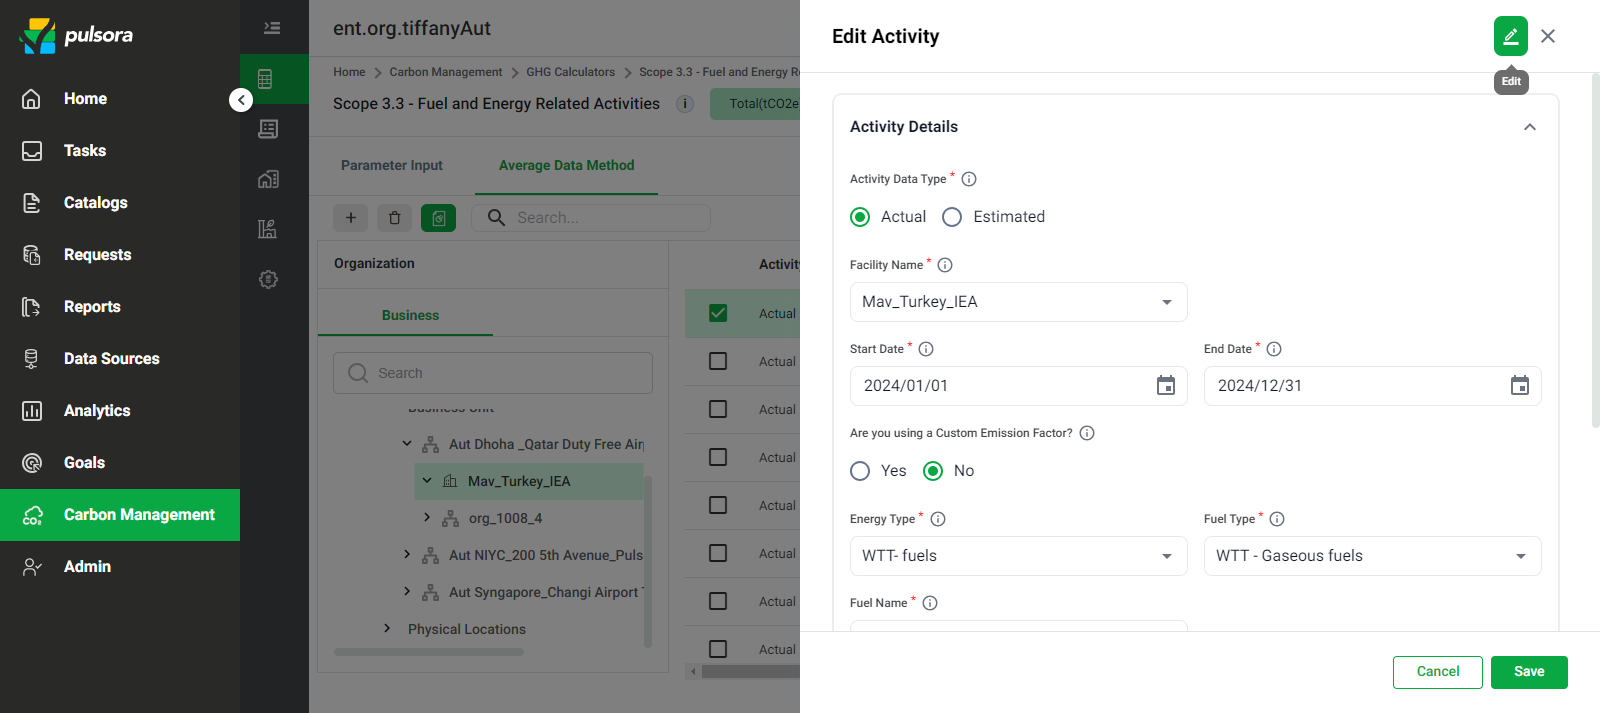 pulsora
Home
Tasks
Catalogs
Requests
Reports
Data Sources
Analytics
Goals
Carbon Management
Admin
ent.org.tiffanyAut
Home > Carbon Management > GHG Calculators > Scope 3.3 - Fuel and Energy Re
Scope 3.3 - Fuel and Energy Related Activities
Total(tCO2e
Parameter Input
Average Data Method
Search...
Organization
Business
Search
Business Unit
Aut Dhoha _Qatar Duty Free Air
Mav_Turkey_IEA
org_1008_4
Aut NIYC_200 5th Avenue_Puls
Aut Syngapore_Changi Airport
Physical Locations
Activity
Actual
Actual
Actual
Actual
Actual
Actual
Actual
Actual
Edit Activity
Edit
Activity Details
Activity Data Type *
Actual
Estimated
Facility Name *
Mav_Turkey_IEA
Start Date *
End Date *
2024/01/01
2024/12/31
Are you using a Custom Emission Factor?
Yes
No
Energy Type *
Fuel Type *
WTT- fuels
WTT - Gaseous fuels
Fuel Name *
Cancel
Save